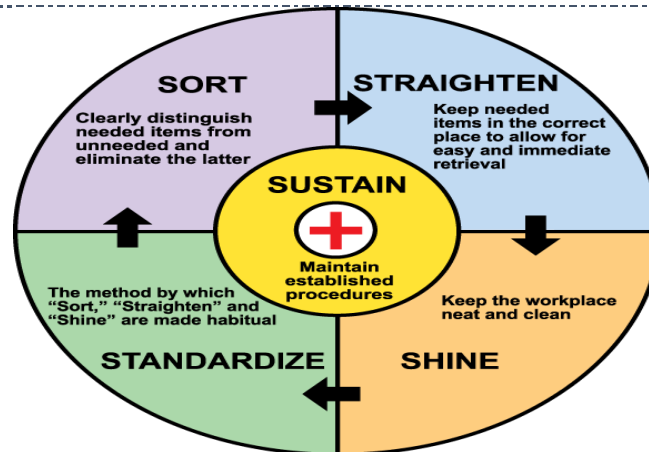 SORT
Clearly distinguish
needed items from
unneeded and
eliminate the latter
STRAIGHTEN
Keep needed
items in the correct
place to allow for
easy and immediate
retrieval
SUSTAIN
Maintain
established
procedures
The method by which
“Sort,” “Straighten” and
“Shine” are made habitual
STANDARDIZE
Keep the workplace
neat and clean
SHINE